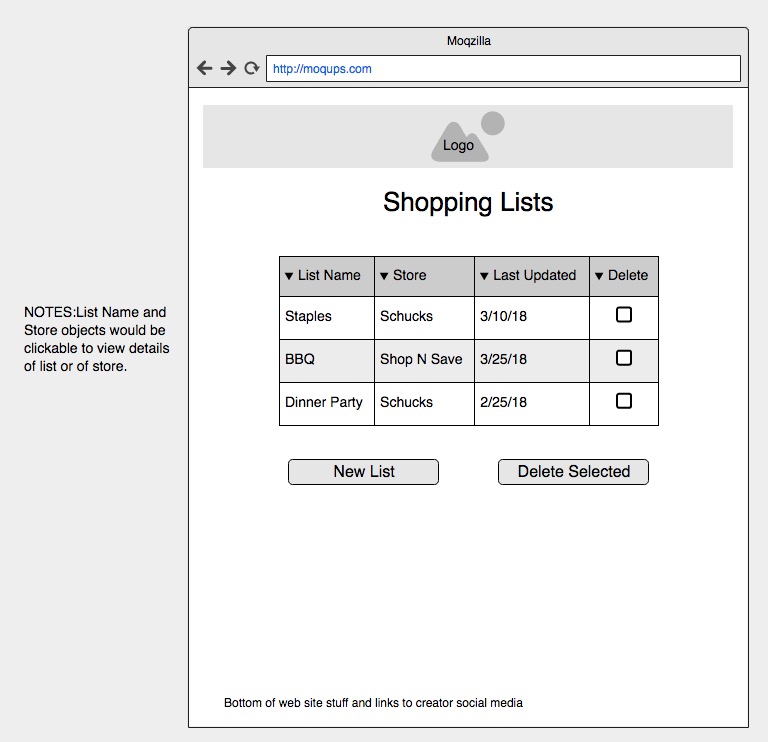 Moqzilla
http://moqups.com
Logo
Shopping Lists
▼ List Name ▼ Store ▼ Last Updated ▼ Delete
Staples Schucks 3/10/18
BBQ Shop N Save 3/25/18
Dinner Party Schucks 2/25/18
NOTES:List Name and
Store objects would be
clickable to view details
of list or of store.
New List Delete Selected
Bottom of web site stuff and links to creator social media